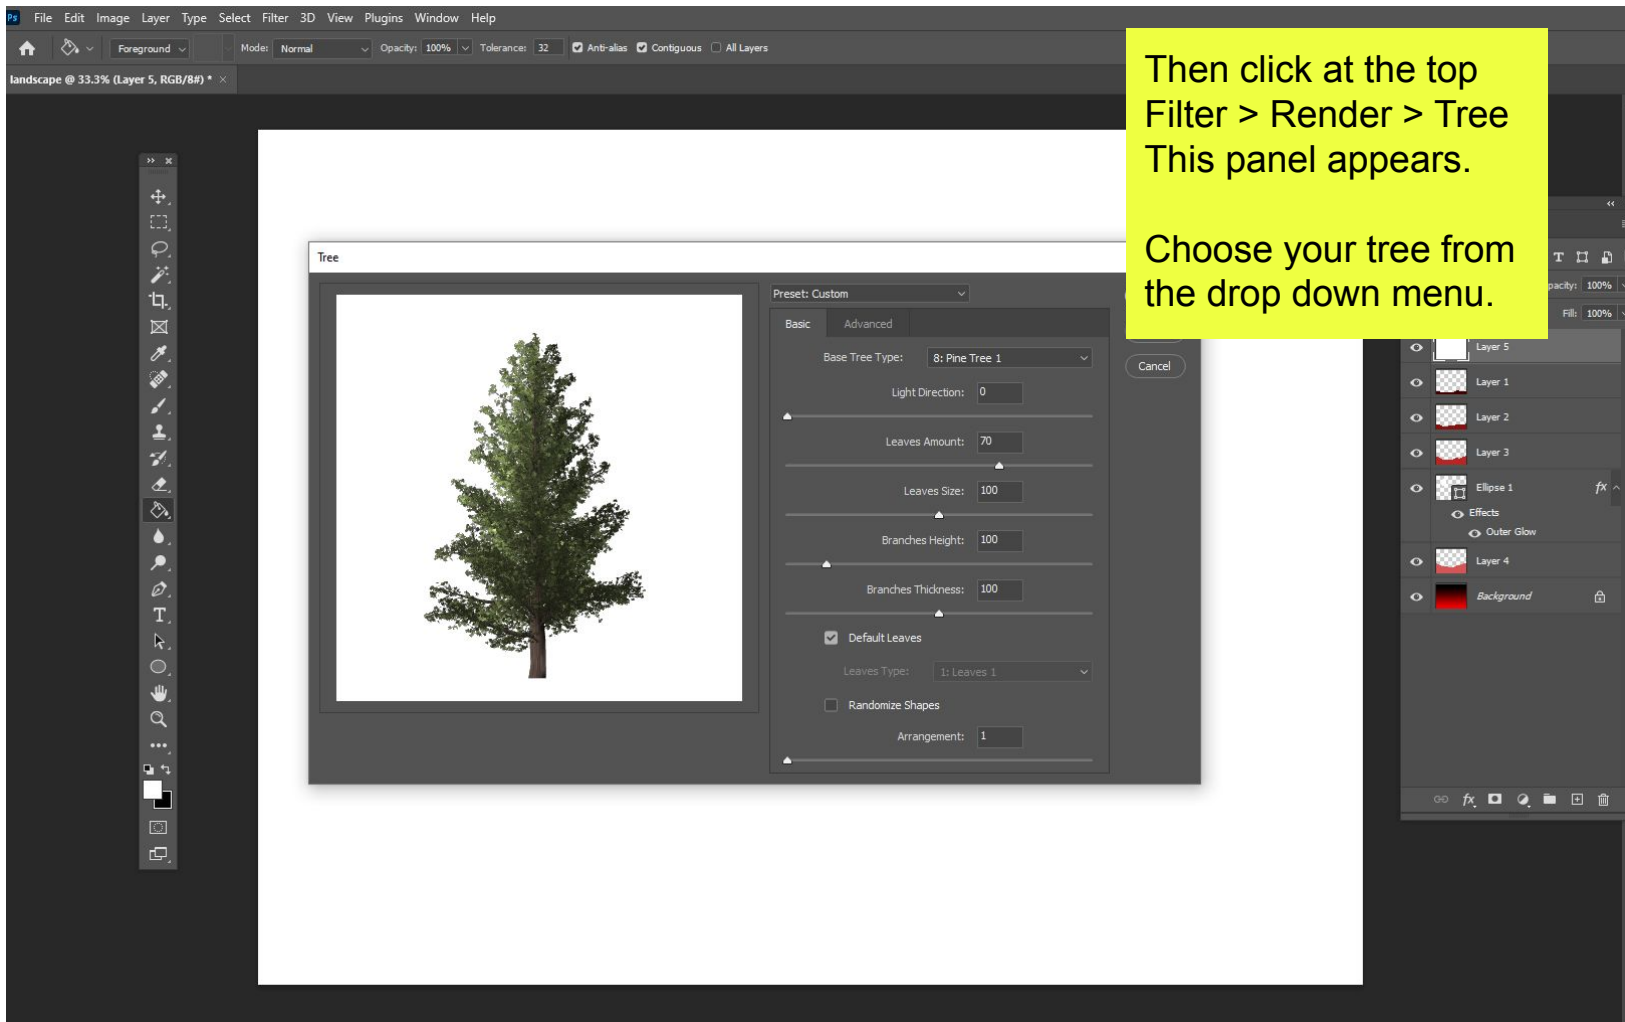 Ps File Edit Image Layer Type Select Filter 3D View Plugins Window Help
Foreground Mode: Normal Opacity: 100% Tolerance: 32 Anti-alias Contiguous All Layers
landscape @ 33.3% (Layer 5, RGB/8#) * ×
Then click at the top
Filter > Render > Tree
This panel appears.
Choose your tree from
the drop down menu.
Tree
Preset: Custom
Basic Advanced
Base Tree Type: 8: Pine Tree 1
Light Direction: 0
Leaves Amount: 70
Leaves Size: 100
Branches Height: 100
Branches Thickness: 100
Default Leaves
Leaves Type: 1: Leaves 1
Randomize Shapes
Arrangement: 1
Cancel
100%
Fill: 100%
Layer 5
Layer 1
Layer 2
Layer 3
Ellipse 1 fx
Effects
Outer Glow
Layer 4
Background
fx